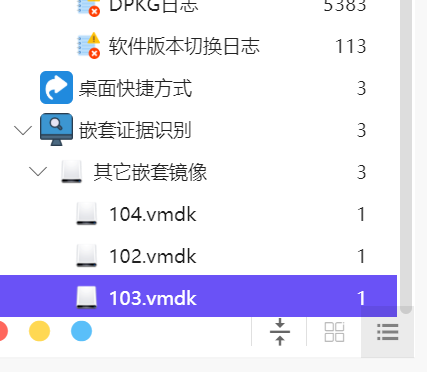 DPKG日志 5383
软件版本切换日志 113
桌面快捷方式 3
嵌套证据识别 3
其它嵌套镜像 3
104.vmdk 1
102.vmdk 1
103.vmdk 1